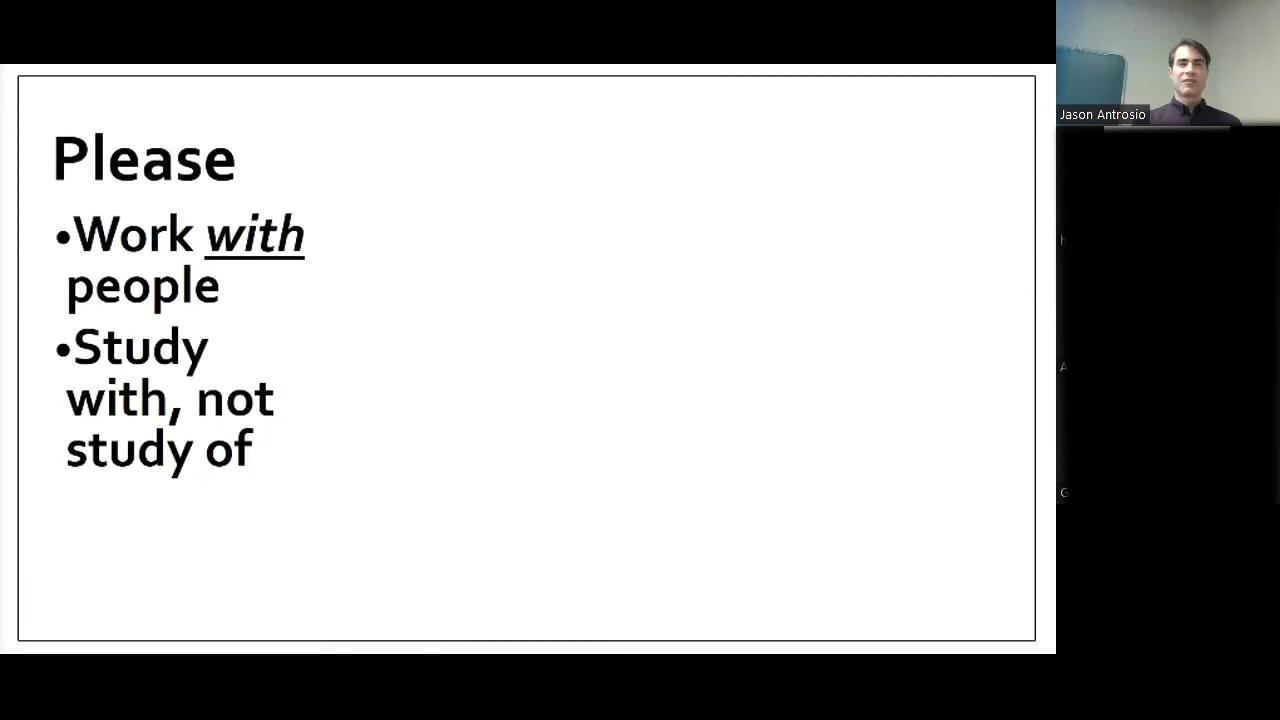 Please
•Work with
people
•Study
with, not
study of
Jason Antrosio
h
A
G